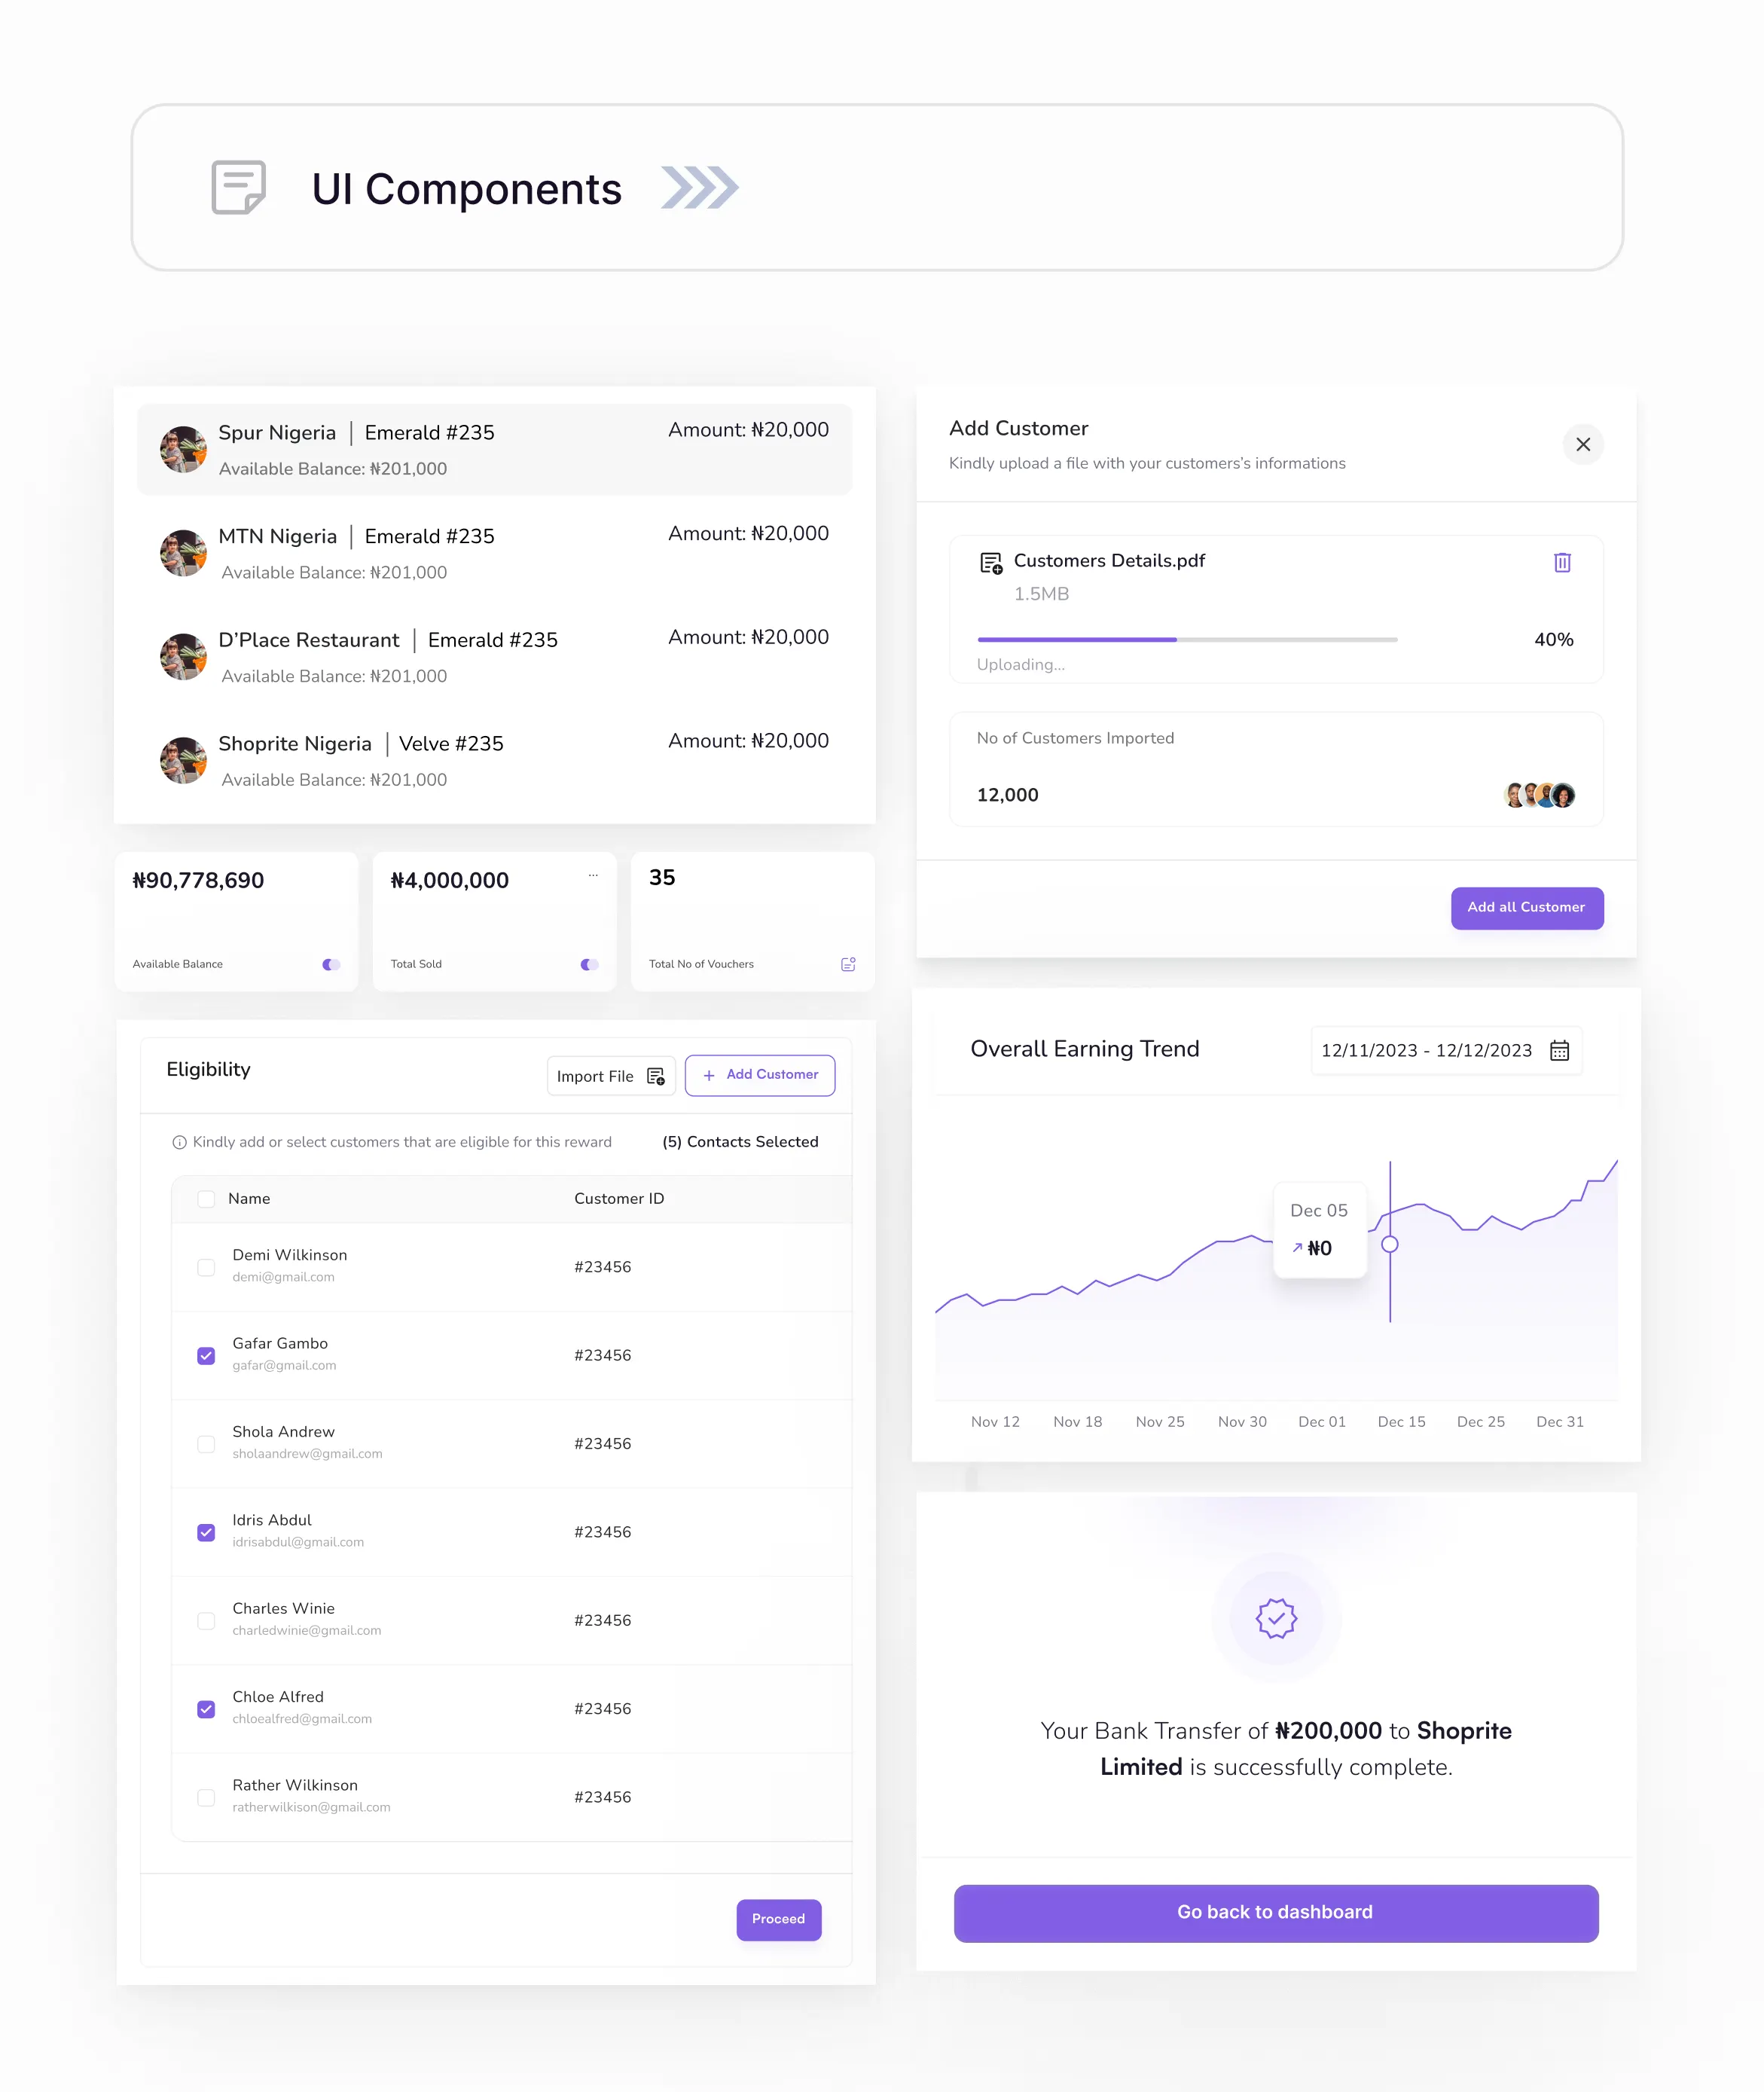 UI Components
Spur Nigeria | Emerald #235
Amount: ₦20,000
Available Balance: ₦201,000
MTN Nigeria | Emerald #235
Amount: ₦20,000
Available Balance: ₦201,000
D’Place Restaurant | Emerald #235
Amount: ₦20,000
Available Balance: ₦201,000
Shoprite Nigeria | Velve #235
Amount: ₦20,000
Available Balance: ₦201,000
₦90,778,690
Available Balance
₦4,000,000
...
Total Sold
35
Total No of Vouchers
Eligibility
Import File
+ Add Customer
Kindly add or select customers that are eligible for this reward
(5) Contacts Selected
Name
Customer ID
Demi Wilkinson
demi@gmail.com
#23456
Gafar Gambo
gafar@gmail.com
#23456
Shola Andrew
sholaandrew@gmail.com
#23456
Idris Abdul
idrisabdul@gmail.com
#23456
Charles Winie
charledwinie@gmail.com
#23456
Chloe Alfred
chloealfred@gmail.com
#23456
Rather Wilkinson
ratherwilkison@gmail.com
#23456
Proceed
Add Customer
Kindly upload a file with your customers’s informations
Customers Details.pdf
1.5MB
40%
Uploading...
No of Customers Imported
12,000
Add all Customer
Overall Earning Trend
12/11/2023 - 12/12/2023
Dec 05
₦0
Nov 12 Nov 18 Nov 25 Nov 30 Dec 01 Dec 15 Dec 25 Dec 31
Your Bank Transfer of ₦200,000 to Shoprite
Limited is successfully complete.
Go back to dashboard